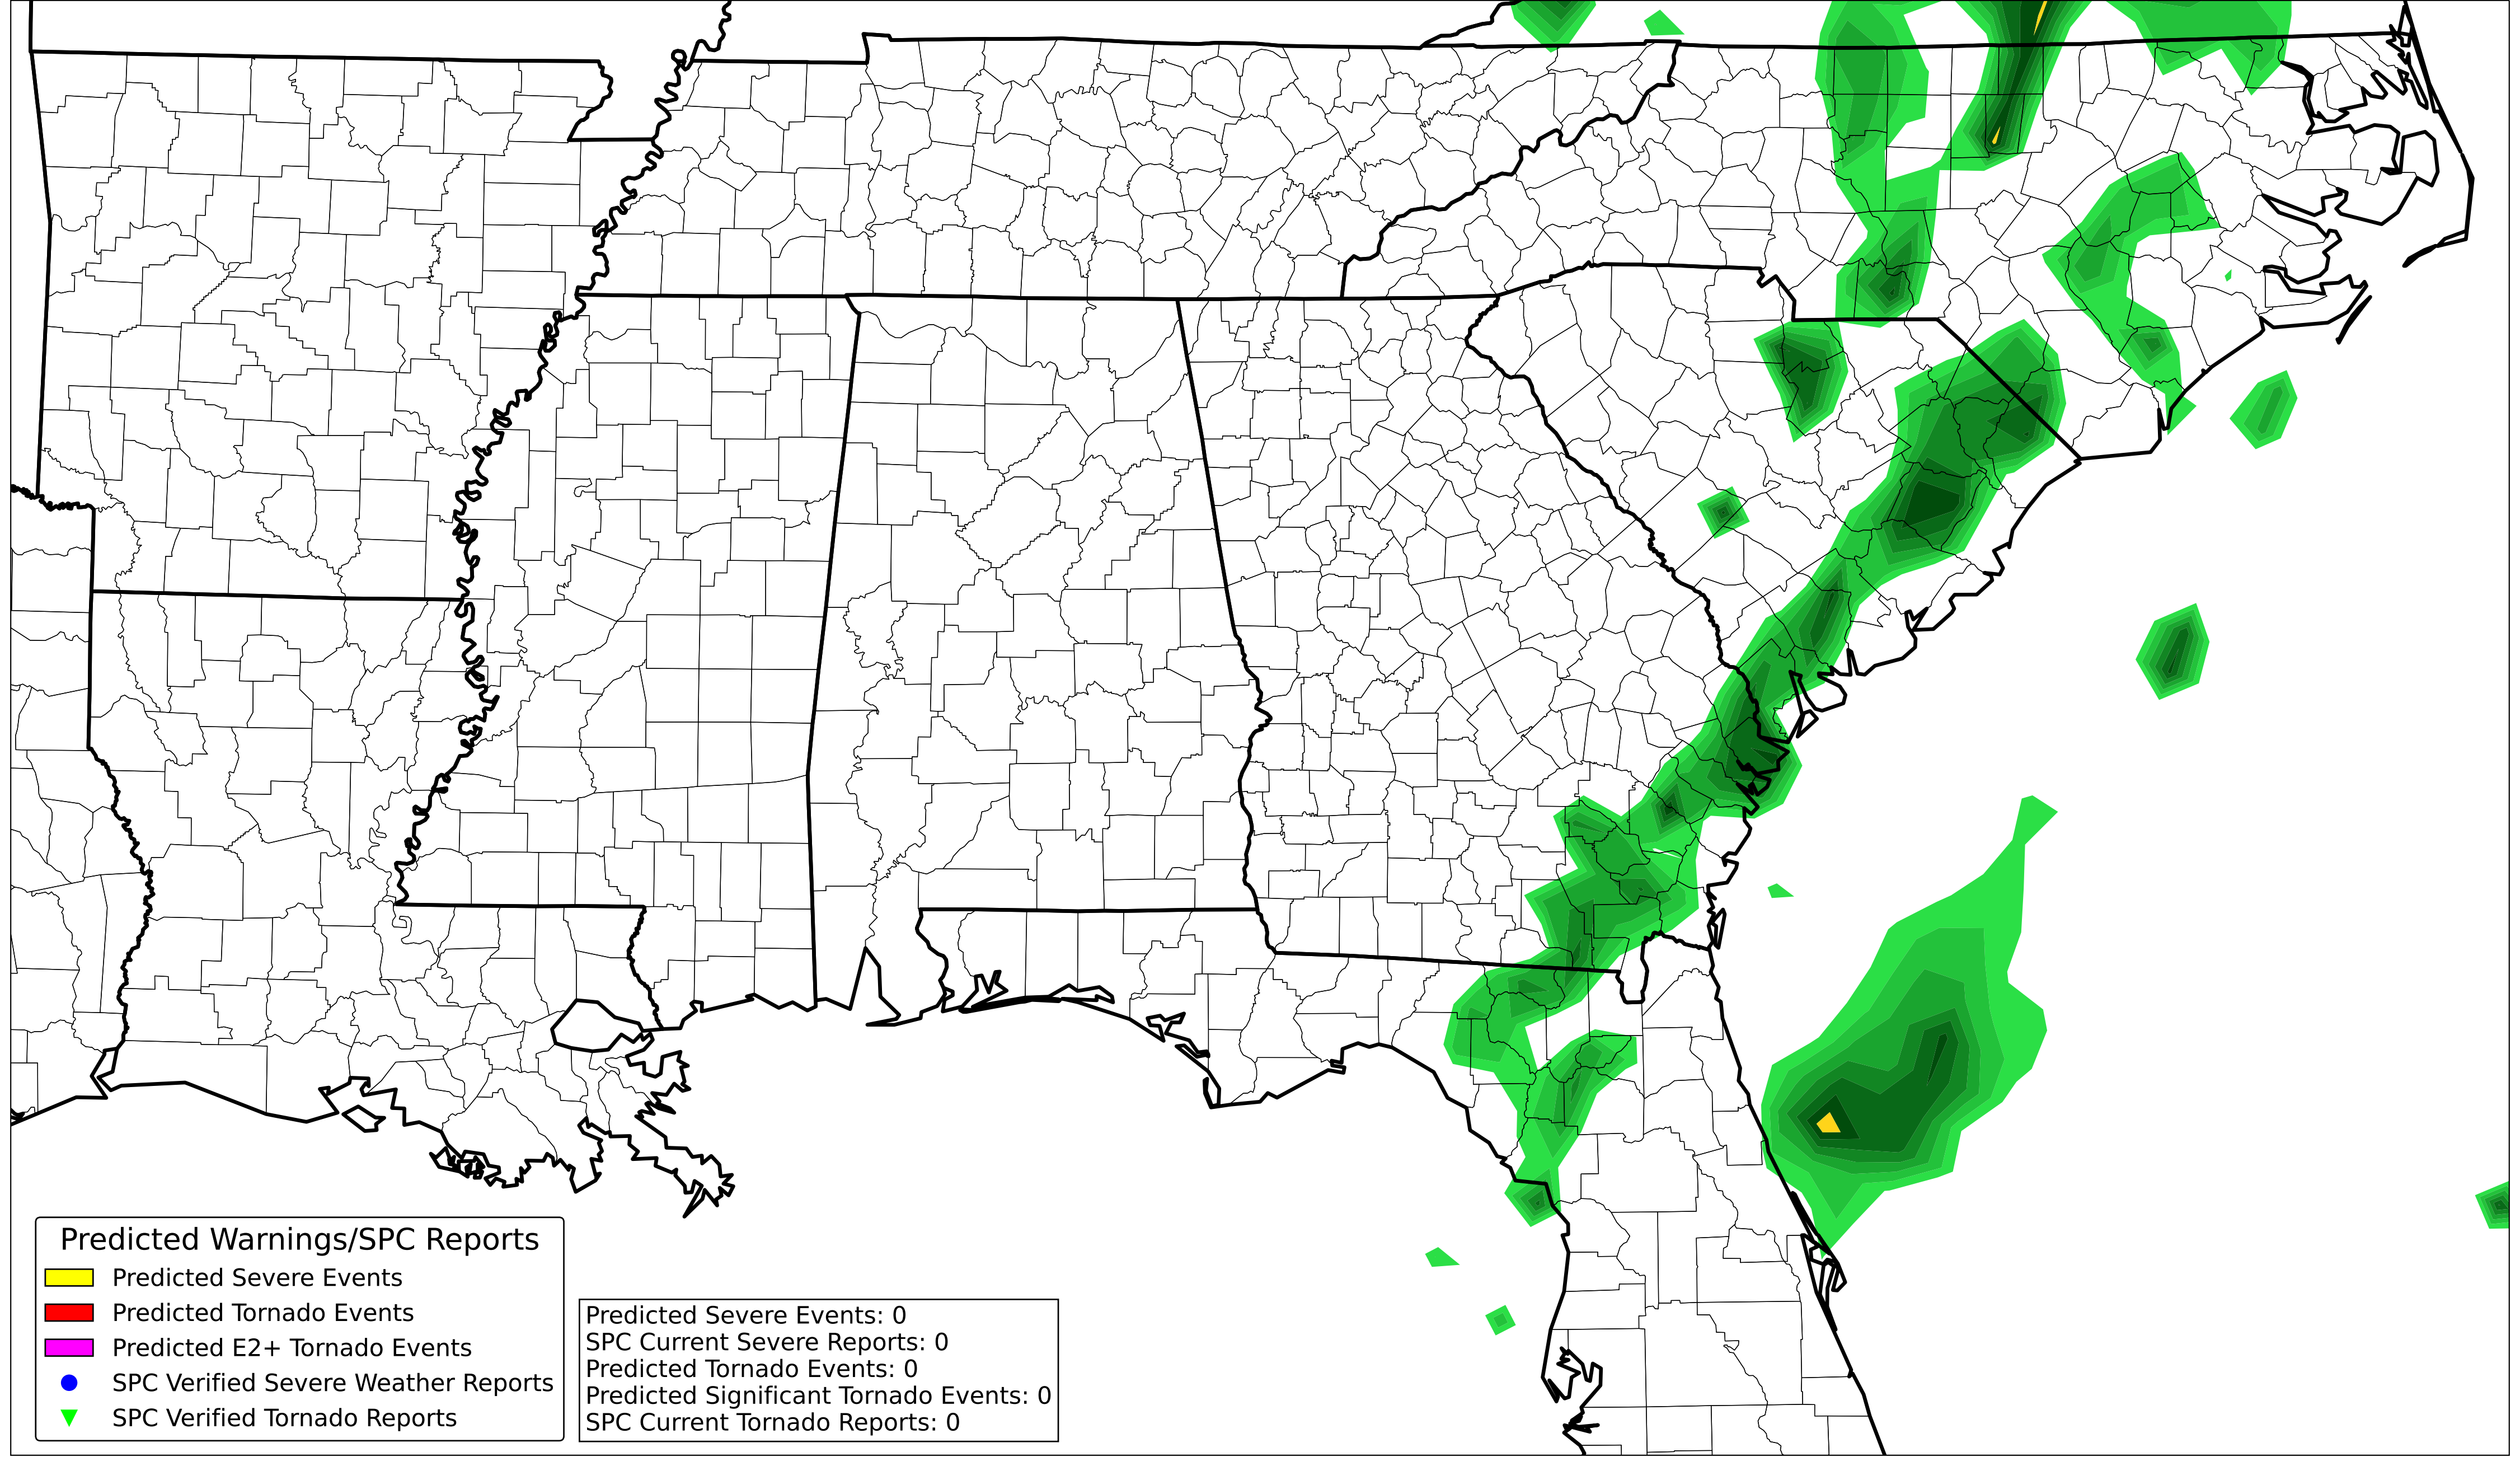 Predicted Warnings/SPC Reports
Predicted Severe Events
Predicted Tornado Events
Predicted E2+ Tornado Events
SPC Verified Severe Weather Reports
SPC Verified Tornado Reports
Predicted Severe Events: 0
SPC Current Severe Reports: 0
Predicted Tornado Events: 0
Predicted Significant Tornado Events: 0
SPC Current Tornado Reports: 0